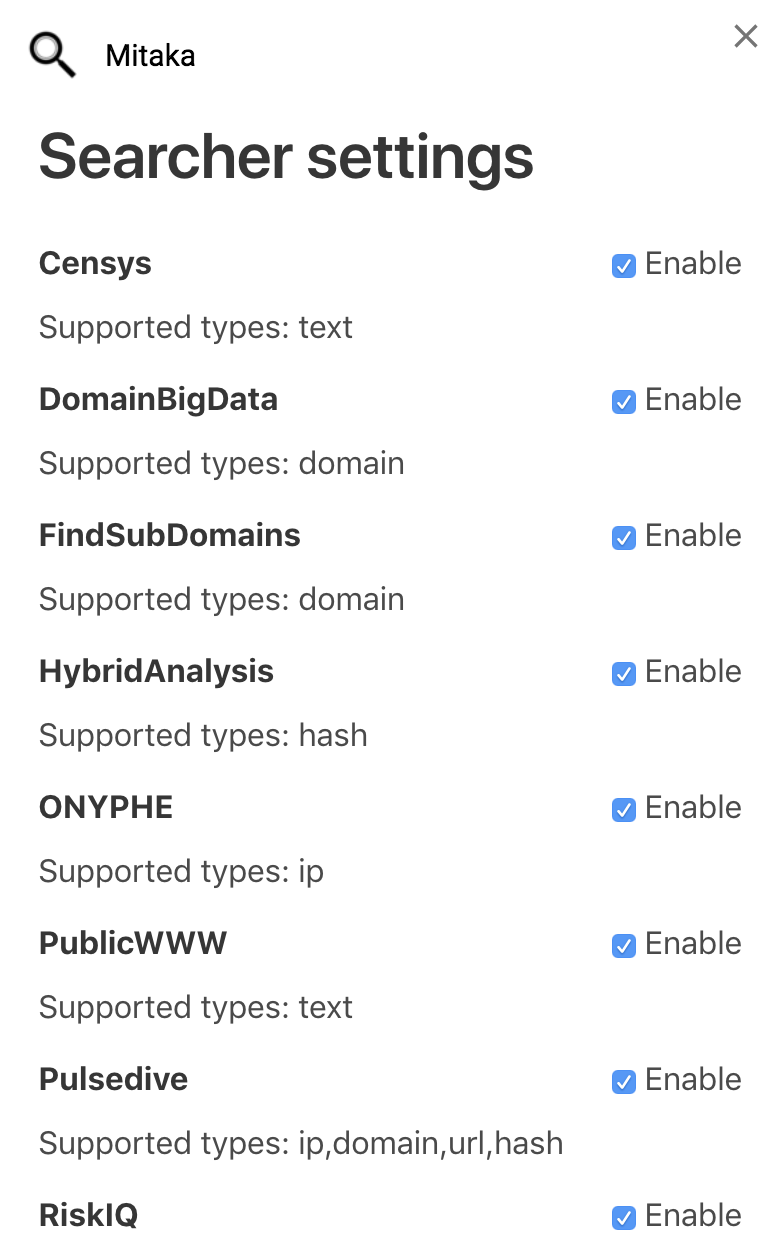 Mitaka
Searcher settings
Censys Enable
Supported types: text
DomainBigData Enable
Supported types: domain
FindSubDomains Enable
Supported types: domain
HybridAnalysis Enable
Supported types: hash
ONYPHE Enable
Supported types: ip
PublicWWW Enable
Supported types: text
Pulsedive Enable
Supported types: ip,domain,url,hash
RiskIQ Enable